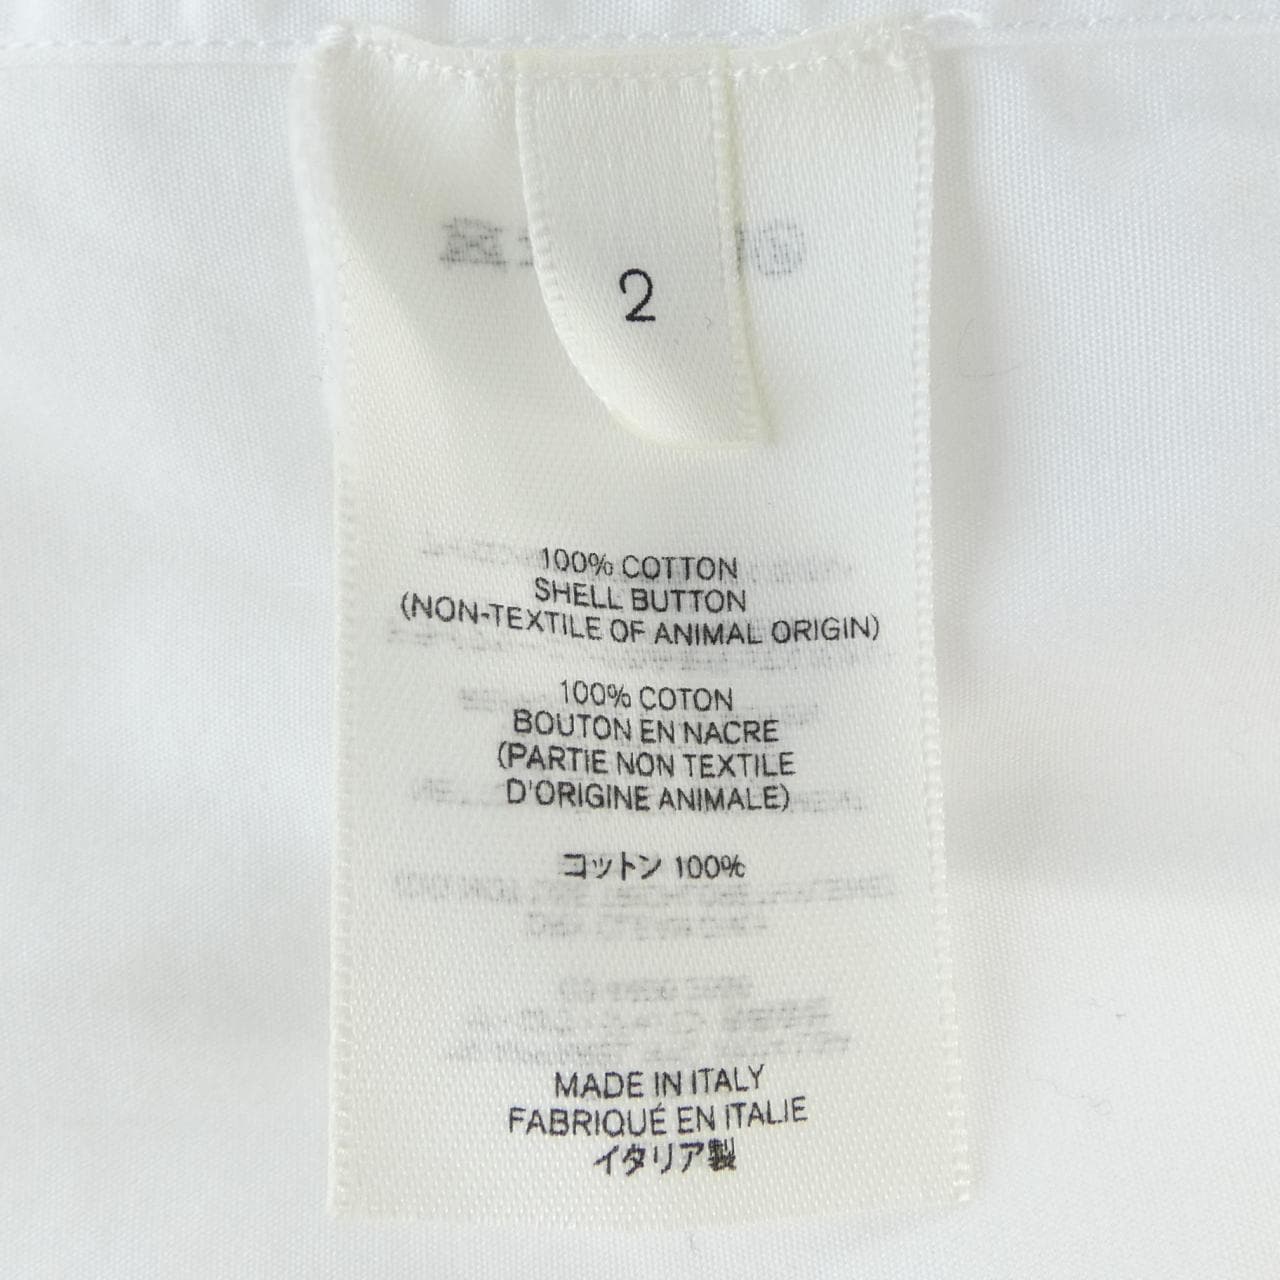 2
100% COTTON
SHELL BUTTON
(NON-TEXTILE OF ANIMAL ORIGIN)
100% COTON
BOUTON EN NACRE
(PARTIE NON TEXTILE
D'ORIGINE ANIMALE)
コットン 100%
MADE IN ITALY
FABRIQUÉ EN ITALIE
イタリア製